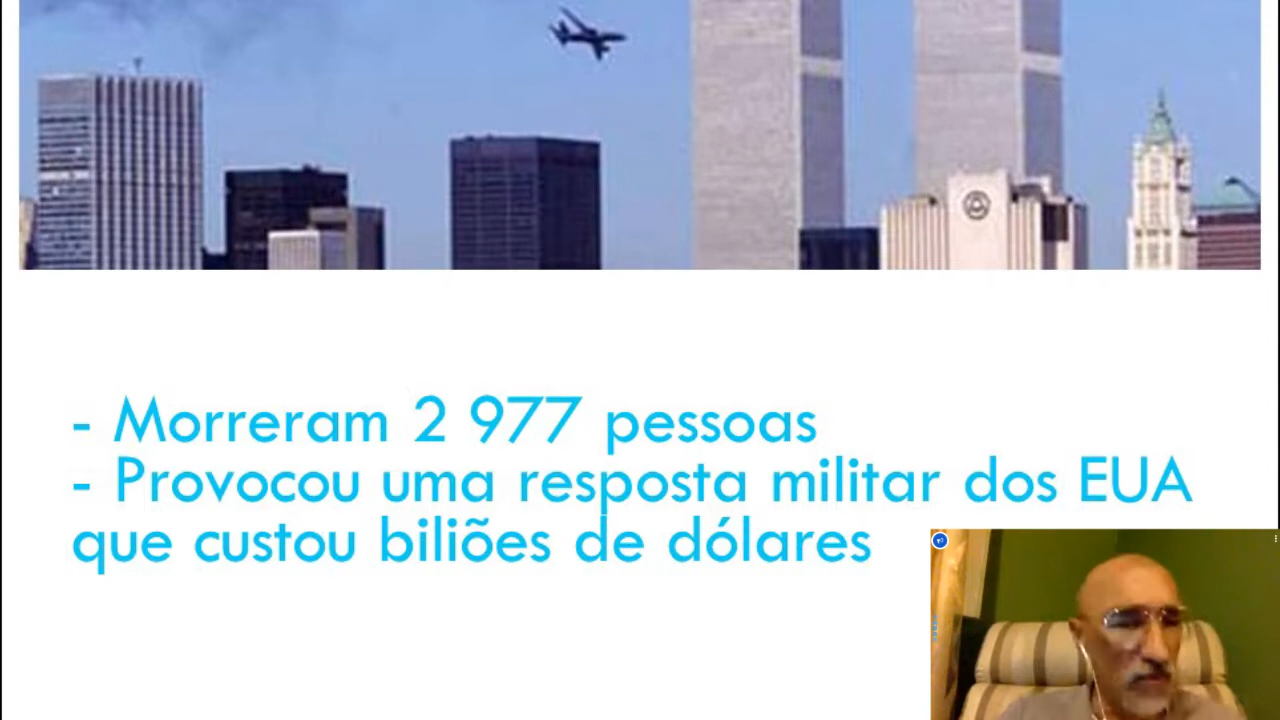 - Morreram 2 977 pessoas
- Provocou uma resposta militar dos EUA
que custou biliões de dólares